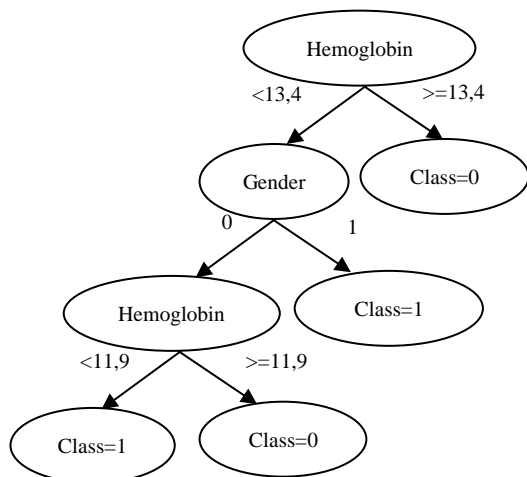 Hemoglobin
<13,4
>=13,4
Gender
Class=0
0
1
Hemoglobin
Class=1
<11,9
>=11,9
Class=1
Class=0